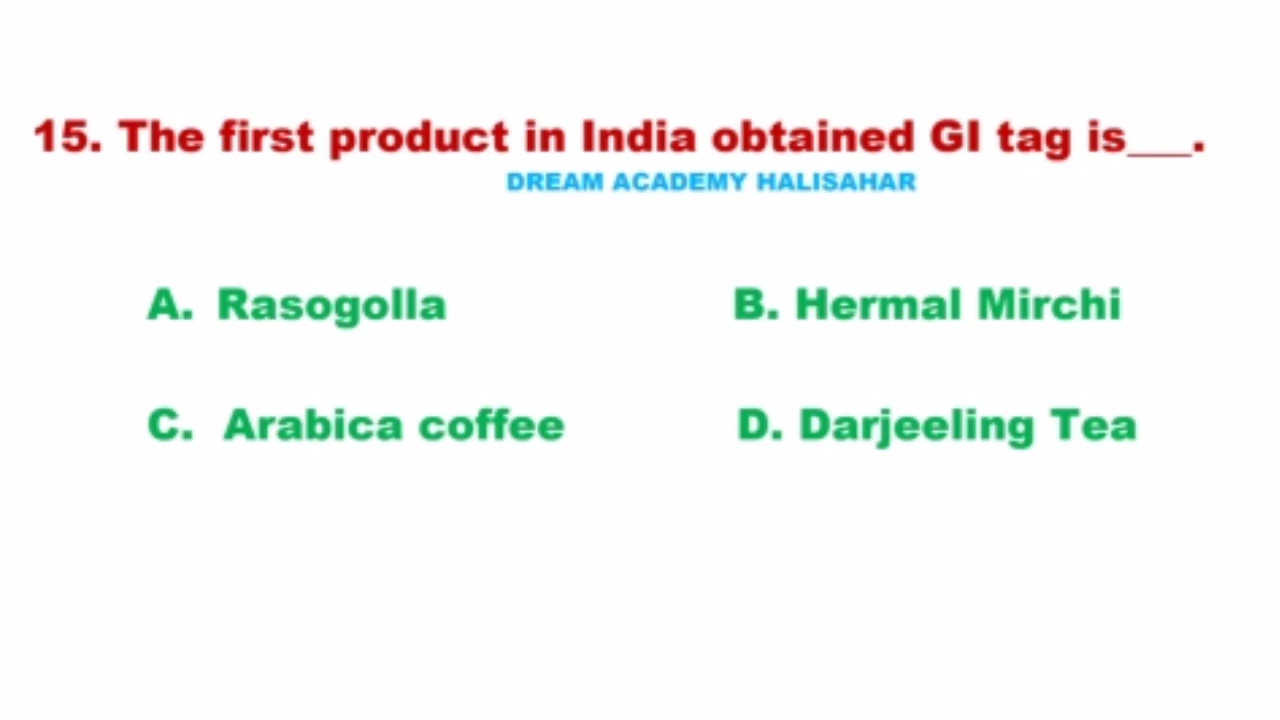 15. The first product in India obtained GI tag is___.
DREAM ACADEMY HALISAHAR
A. Rasogolla
B. Hermal Mirchi
C. Arabica coffee
D. Darjeeling Tea